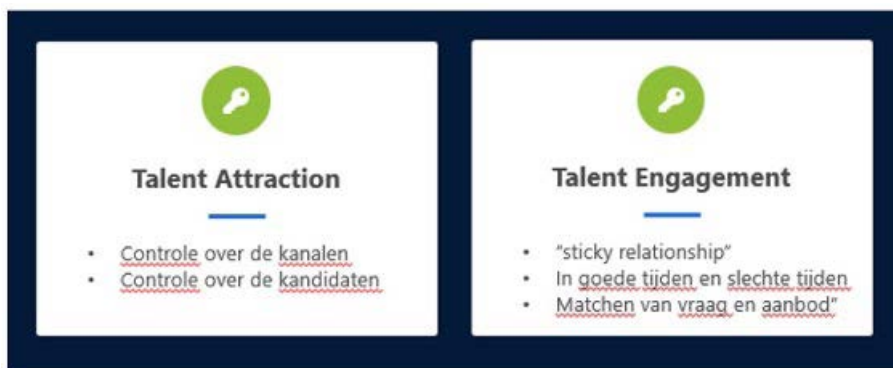 Talent Attraction
• Controle over de kanalen
• Controle over de kandidaten
Talent Engagement
• “sticky relationship”
• In goede tijden en slechte tijden
• Matchen van vraag en aanbod”